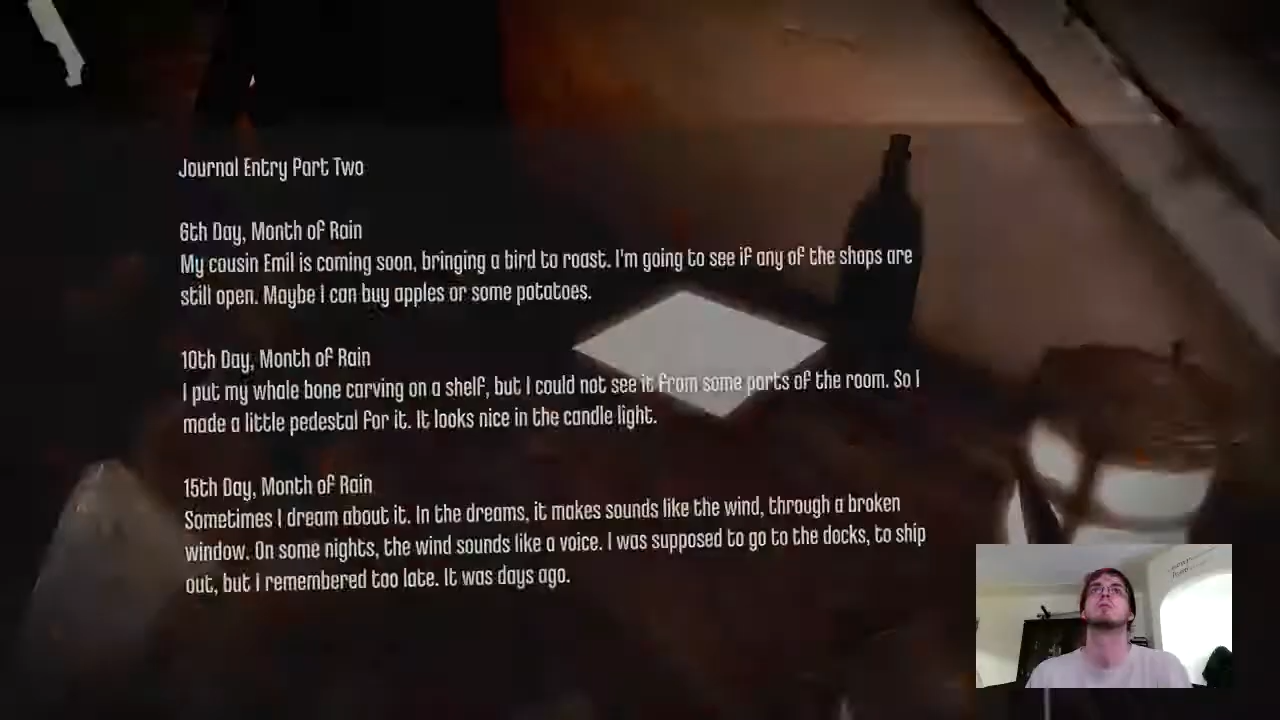 Journal Entry Part Two
6th Day, Month of Rain
My cousin Emil is coming soon, bringing a bird to roast. I'm going to see if any of the shops are
still open. Maybe I can buy apples or some potatoes.
10th Day, Month of Rain
I put my whale bone carving on a shelf, but I could not see it from some parts of the room. So I
made a little pedestal for it. It looks nice in the candle light.
15th Day, Month of Rain
Sometimes I dream about it. In the dreams, it makes sounds like the wind, through a broken
window. On some nights, the wind sounds like a voice. I was supposed to go to the docks, to ship
out, but I remembered too late. It was days ago.